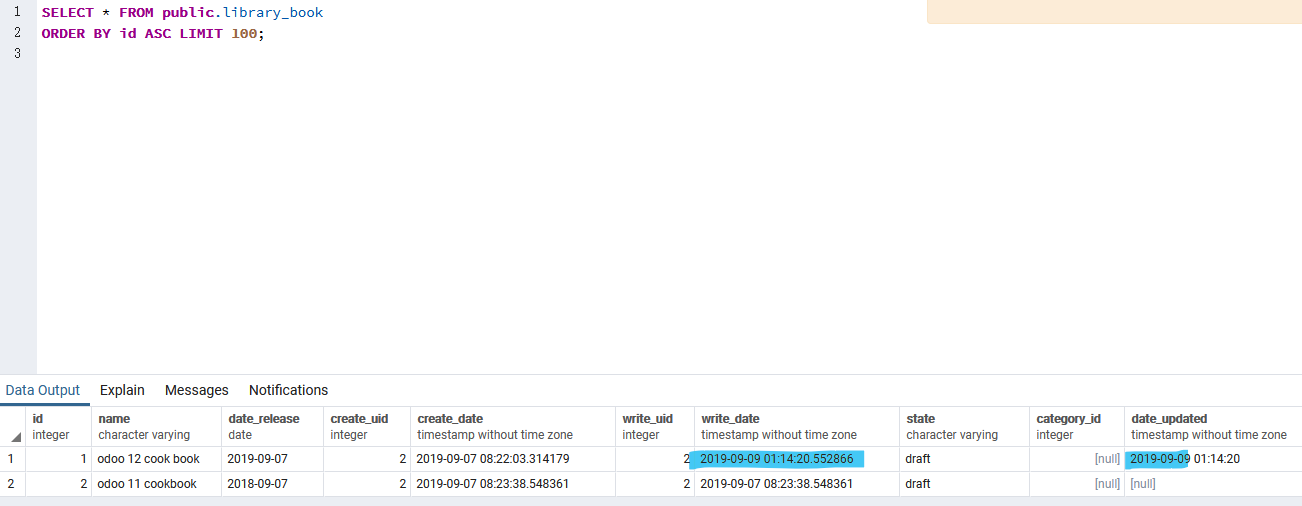 1 SELECT * FROM public.library_book
2 ORDER BY id ASC LIMIT 100;
3
Data Output Explain Messages Notifications
id name date_release create_uid create_date write_uid write_date state category_id date_updated
integer character varying date integer timestamp without time zone integer timestamp without time zone character varying integer timestamp without time zone
1 1 odoo 12 cook book 2019-09-07 2 2019-09-07 08:22:03.314179 2 2019-09-09 01:14:20.552866 draft [null] 2019-09-09 01:14:20
2 2 odoo 11 cookbook 2018-09-07 2 2019-09-07 08:23:38.548361 2 2019-09-07 08:23:38.548361 draft [null] [null]